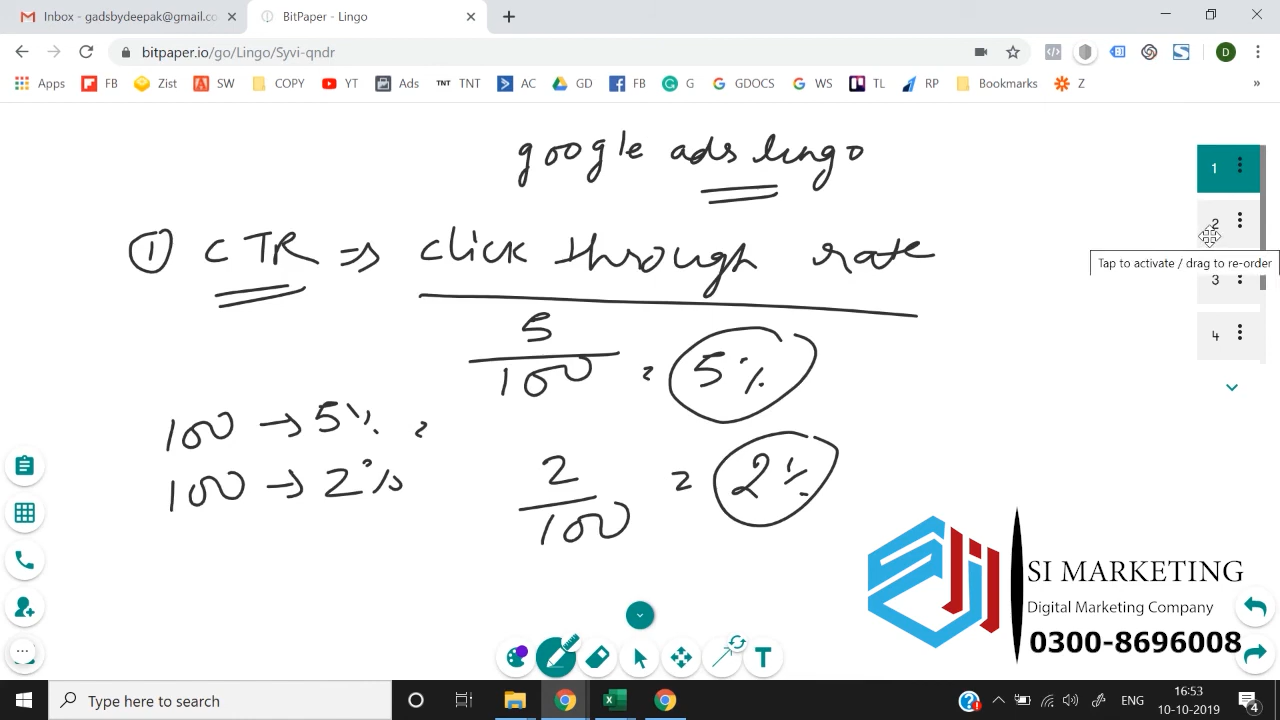 Inbox - gadsbydeepak@gmail.co
BitPaper - Lingo
bitpaper.io/go/Lingo/Syvi-qndr
D
Apps FB Zist SW COPY YT Ads TNT TNT AC GD FB G GDOCS WS TL RP Bookmarks Z »
google ads lingo
① CTR ⇒ click through rate
5
100 = 5%
100 → 5% =
100 → 2%
2
100 = 2%
1
2
Tap to activate / drag to re-order
3
4
SI MARKETING
Digital Marketing Company
0300-8696008
T
Type here to search
ENG
16:53
10-10-2019
4